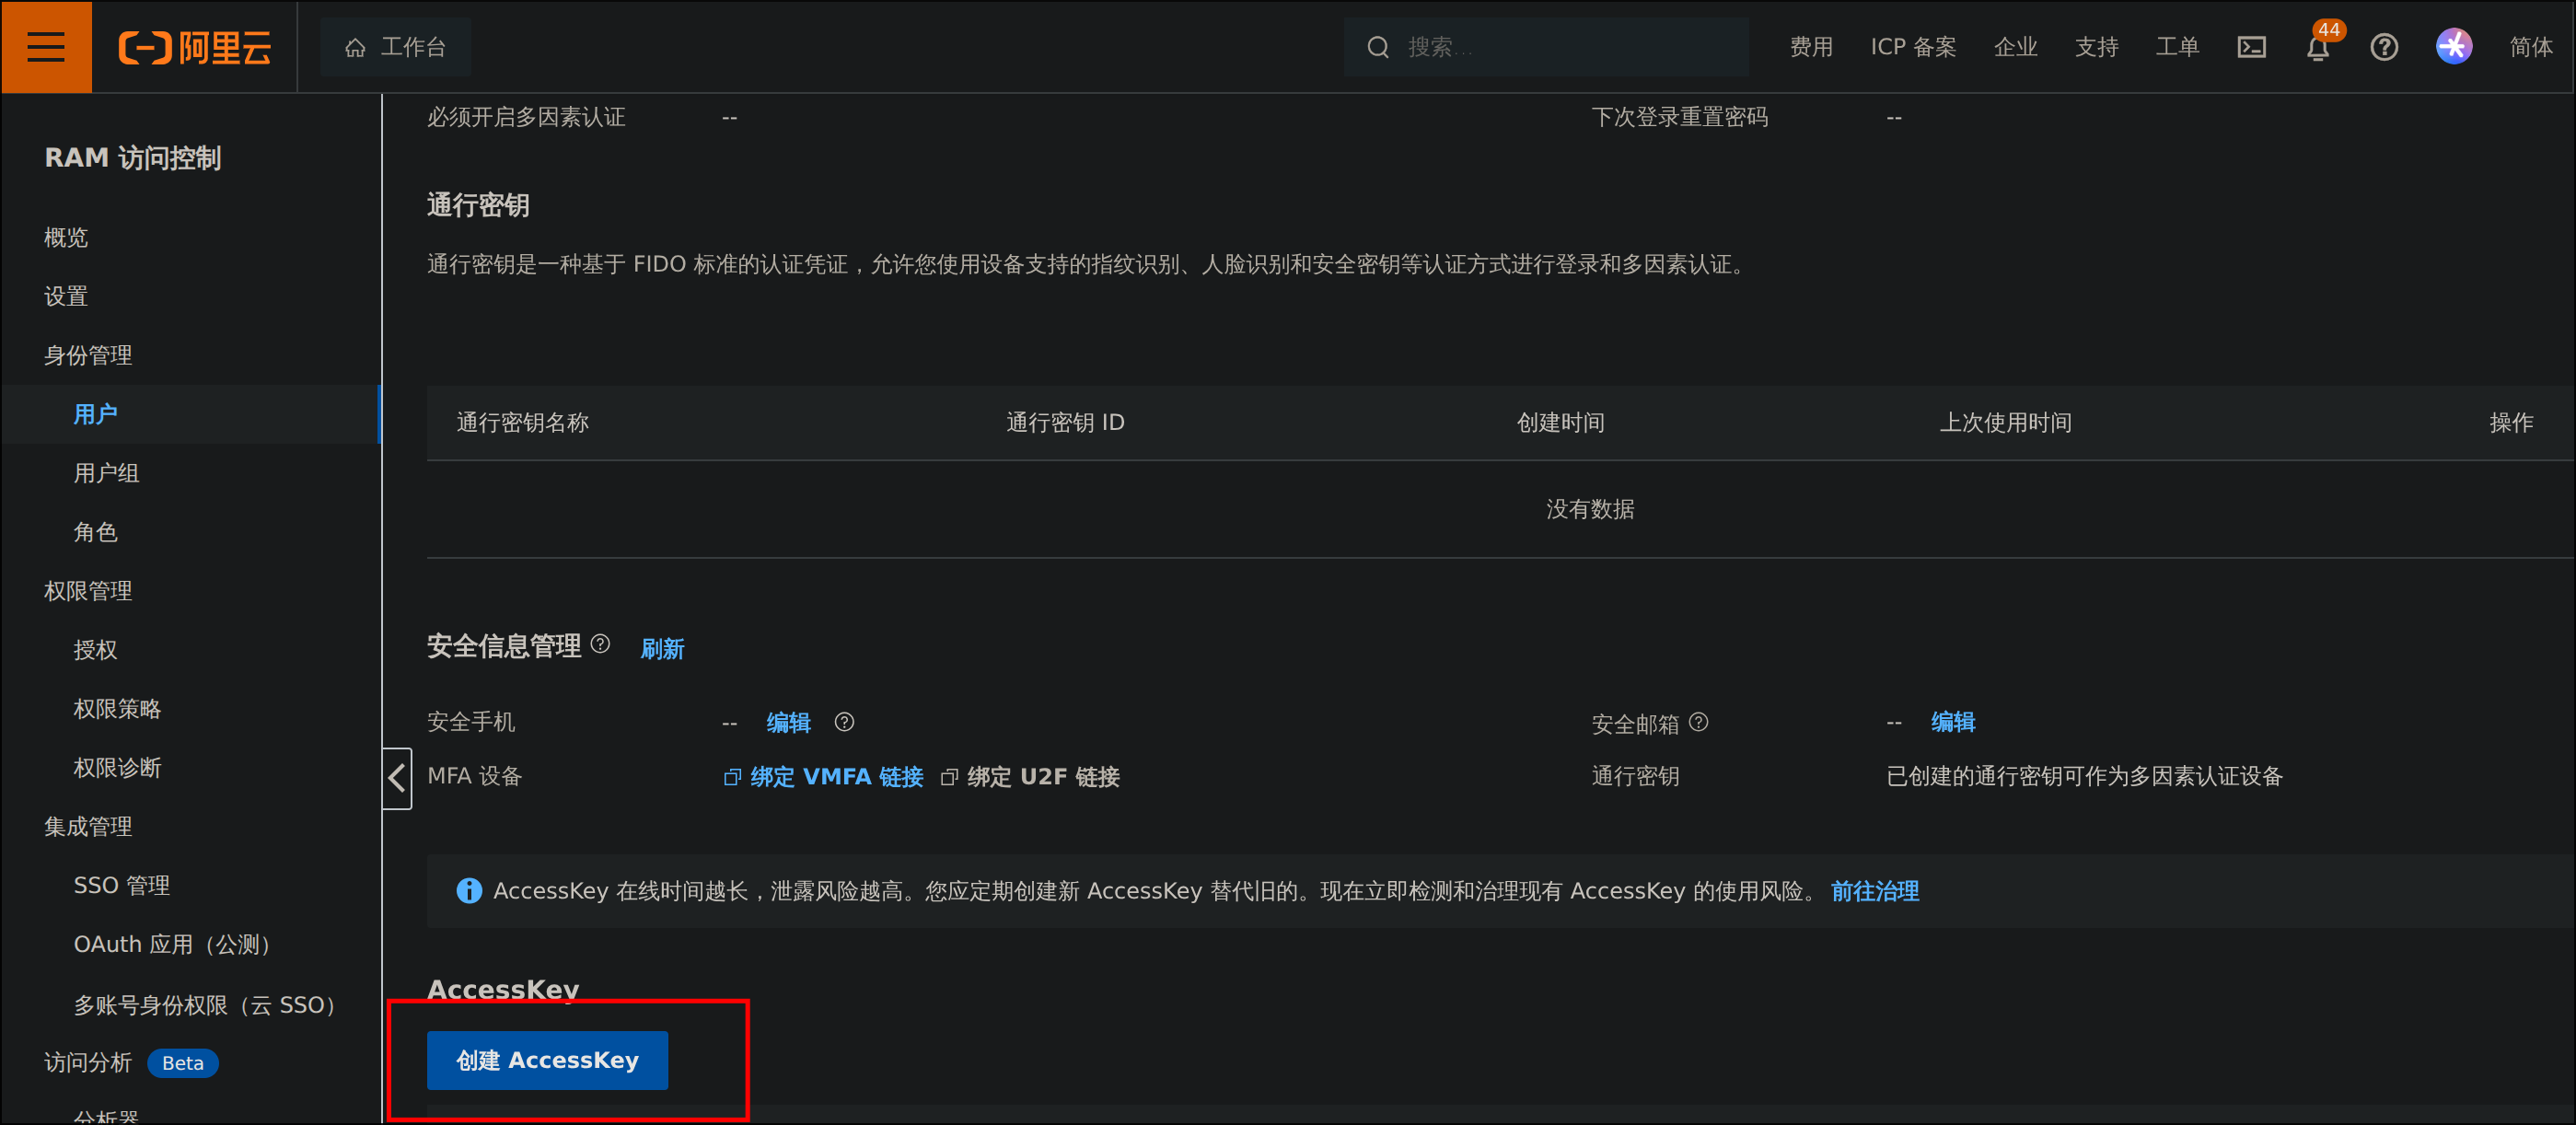 阿里云
工作台
搜索...
费用
ICP 备案
企业
支持
工单
44
简体
RAM 访问控制
概览
设置
身份管理
用户
用户组
角色
权限管理
授权
权限策略
权限诊断
集成管理
SSO 管理
OAuth 应用（公测）
多账号身份权限（云 SSO）
访问分析 Beta
分析器
必须开启多因素认证 --
下次登录重置密码 --
通行密钥
通行密钥是一种基于 FIDO 标准的认证凭证，允许您使用设备支持的指纹识别、人脸识别和安全密钥等认证方式进行登录和多因素认证。
通行密钥名称 通行密钥 ID 创建时间 上次使用时间 操作
没有数据
安全信息管理 刷新
安全手机 -- 编辑 安全邮箱 -- 编辑
MFA 设备 绑定 VMFA 链接 绑定 U2F 链接 通行密钥 已创建的通行密钥可作为多因素认证设备
AccessKey 在线时间越长，泄露风险越高。您应定期创建新 AccessKey 替代旧的。现在立即检测和治理现有 AccessKey 的使用风险。 前往治理
AccessKey
创建 AccessKey